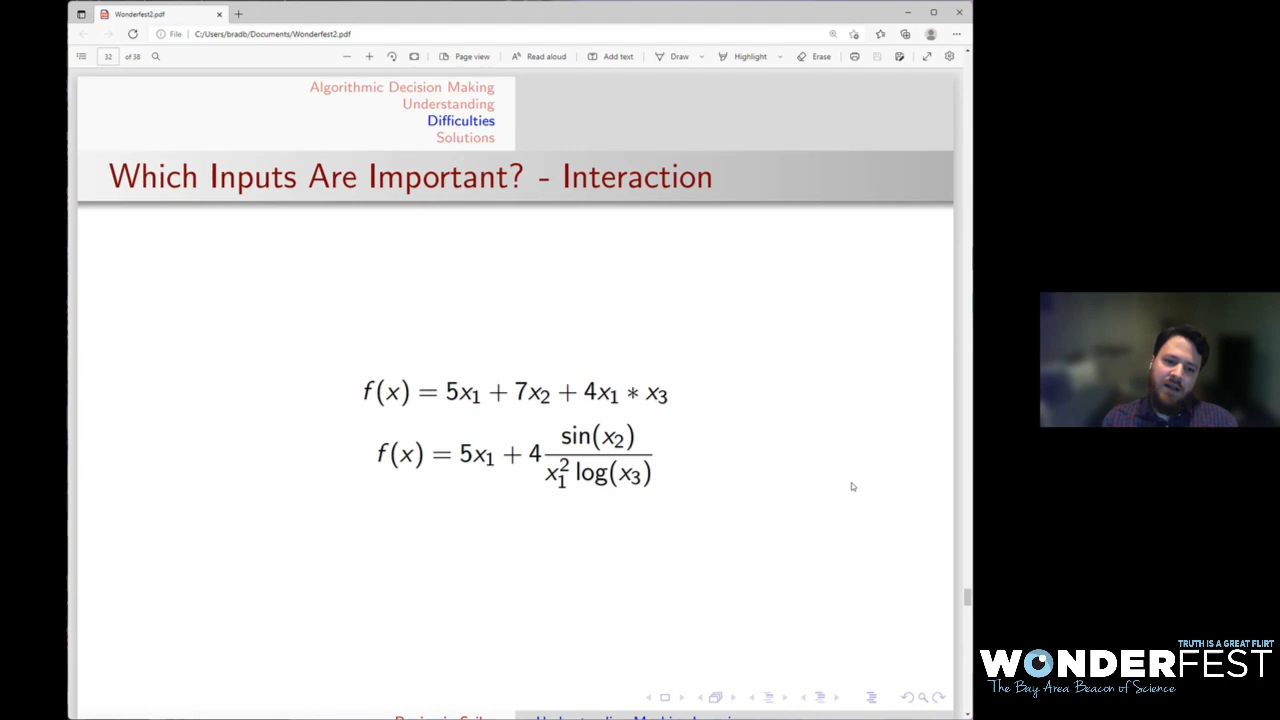 Wonderfest2.pdf
File C:/Users/bradb/Documents/Wonderfest2.pdf
32 of 38 Page view Read aloud Add text Draw Highlight Erase
Algorithmic Decision Making
Understanding
Difficulties
Solutions
Which Inputs Are Important? - Interaction
f(x) = 5x₁ + 7x₂ + 4x₁ * x₃
f(x) = 5x₁ + 4 sin(x₂) / x₁² log(x₃)
TRUTH IS A GREAT FLIRT
WONDERFEST
The Bay Area Beacon of Science